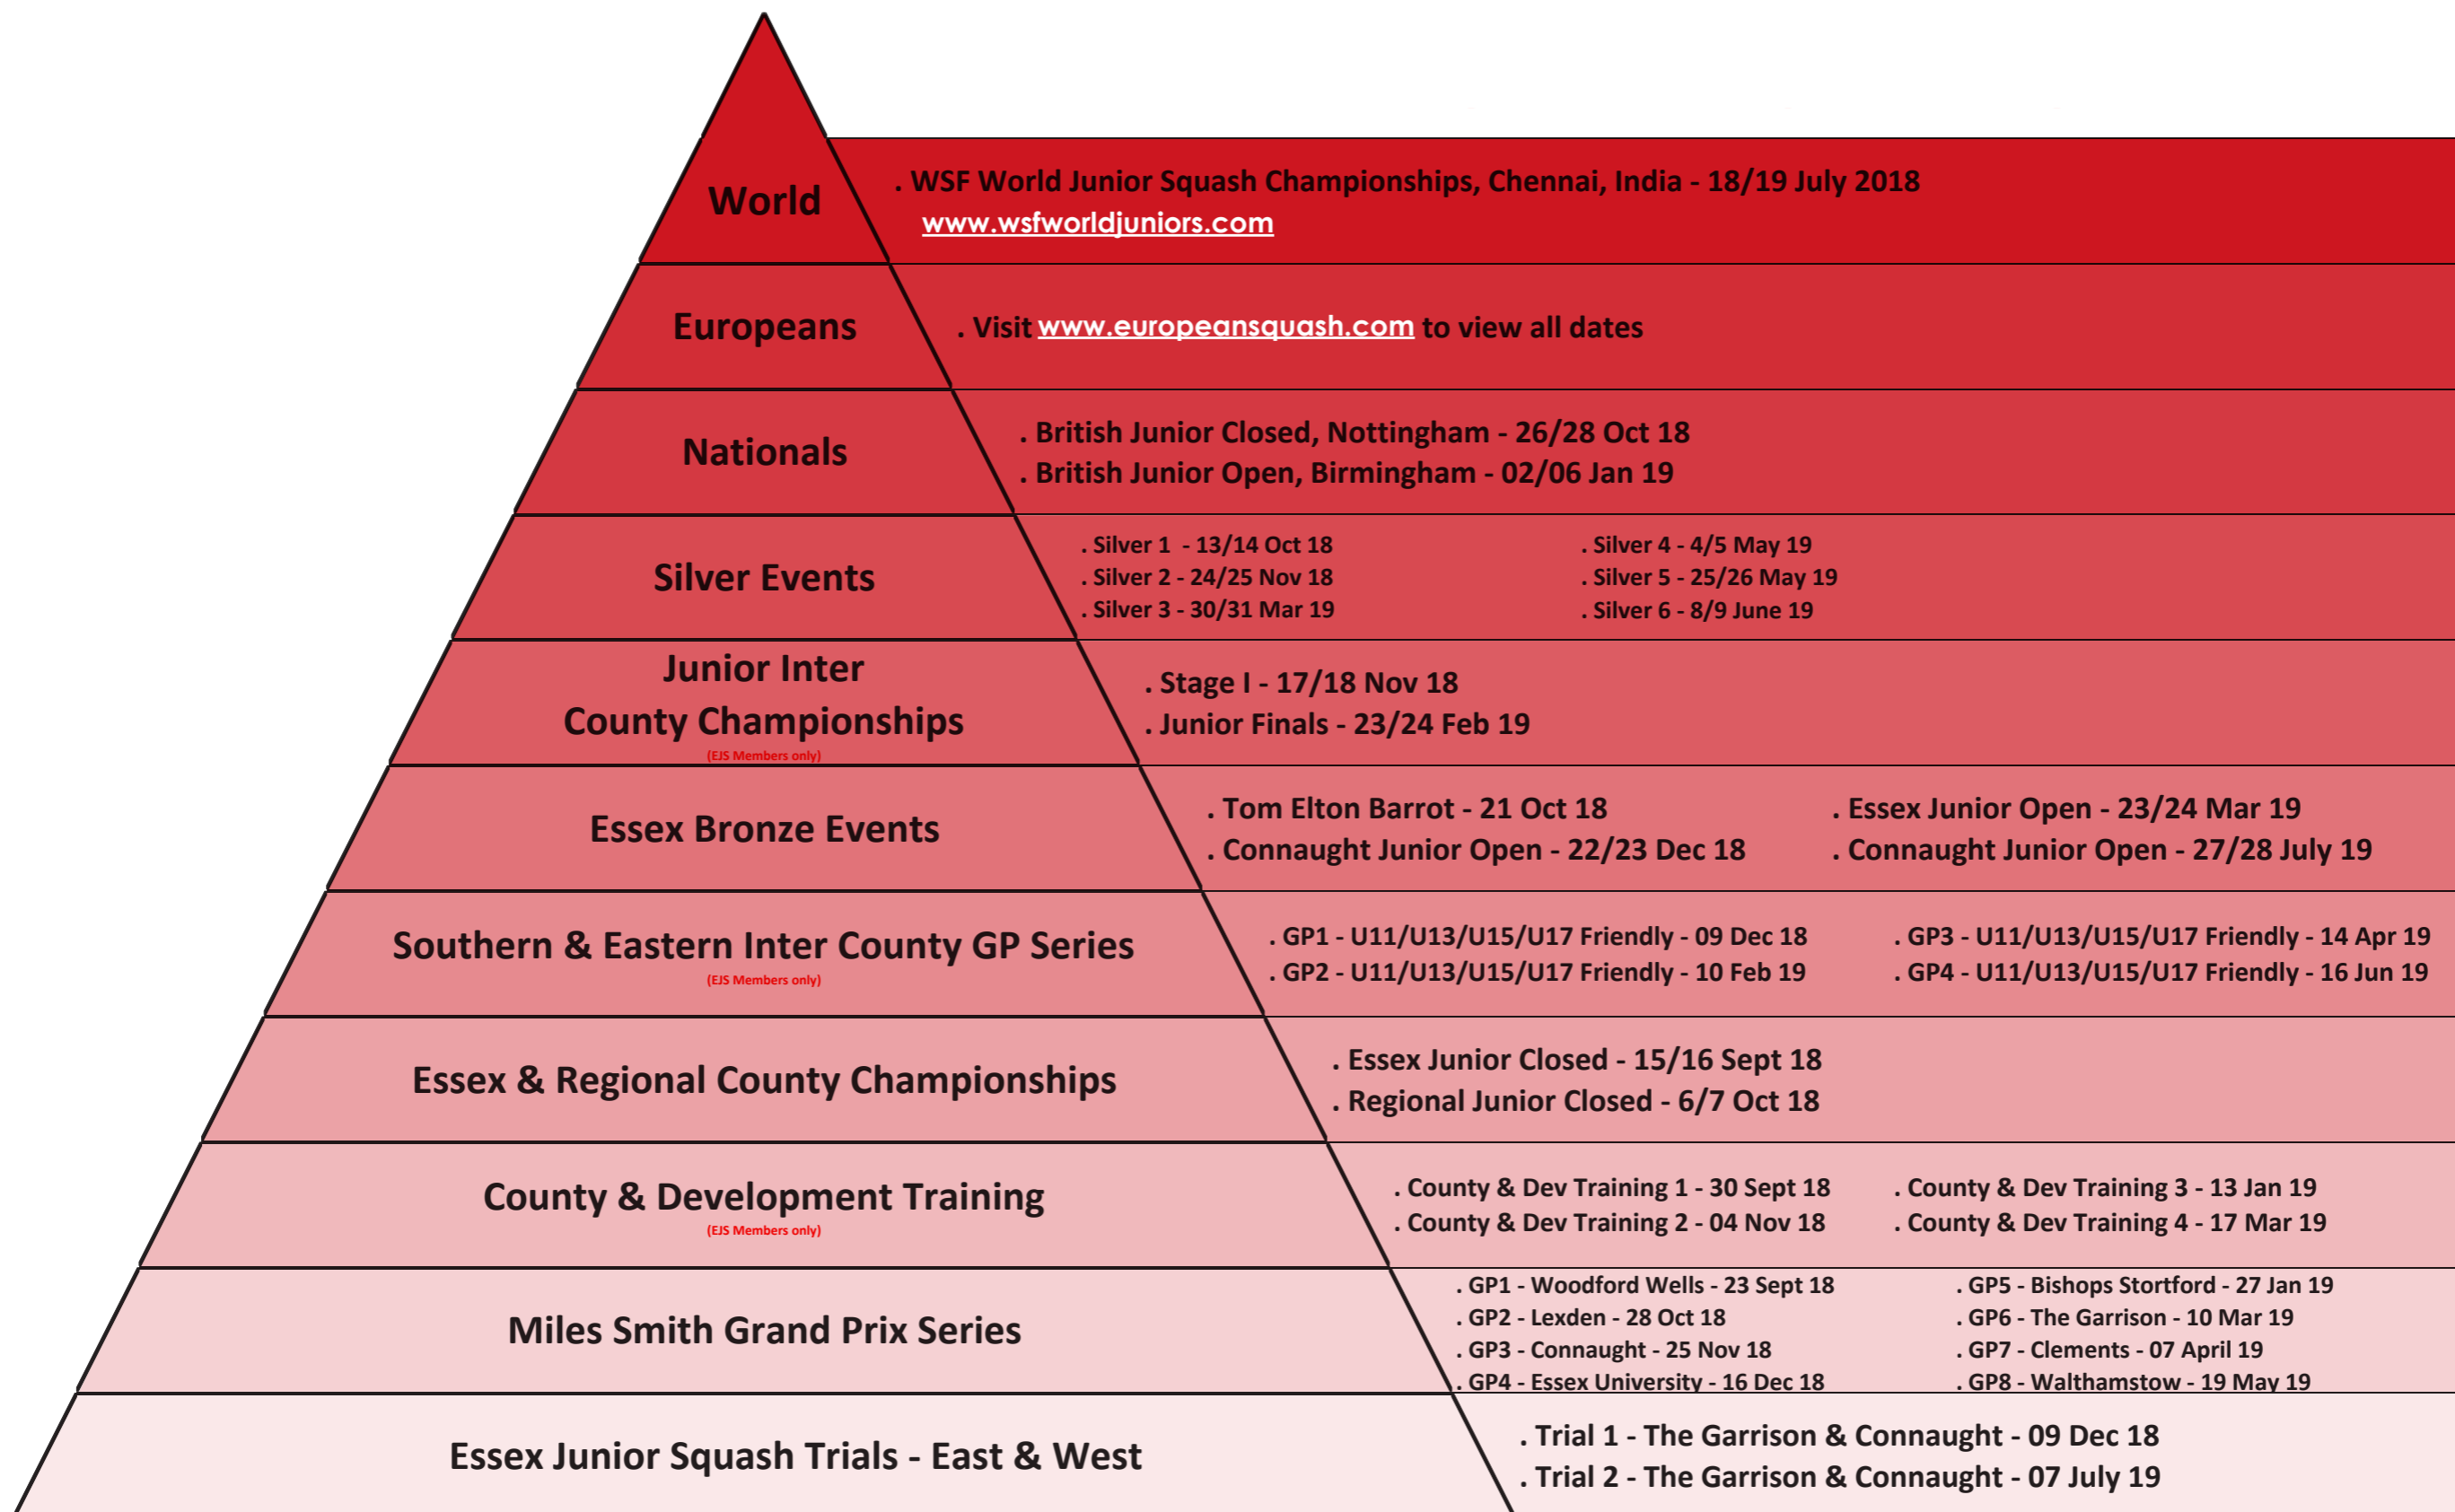 World
. WSF World Junior Squash Championships, Chennai, India - 18/19 July 2018
www.wsfworldjuniors.com
Europeans
. Visit www.europeansquash.com to view all dates
Nationals
. British Junior Closed, Nottingham - 26/28 Oct 18
. British Junior Open, Birmingham - 02/06 Jan 19
Silver Events
. Silver 1 - 13/14 Oct 18
. Silver 2 - 24/25 Nov 18
. Silver 3 - 30/31 Mar 19
. Silver 4 - 4/5 May 19
. Silver 5 - 25/26 May 19
. Silver 6 - 8/9 June 19
Junior Inter
County Championships
(EJS Members only)
. Stage I - 17/18 Nov 18
. Junior Finals - 23/24 Feb 19
Essex Bronze Events
. Tom Elton Barrot - 21 Oct 18
. Connaught Junior Open - 22/23 Dec 18
. Essex Junior Open - 23/24 Mar 19
. Connaught Junior Open - 27/28 July 19
Southern & Eastern Inter County GP Series
(EJS Members only)
. GP1 - U11/U13/U15/U17 Friendly - 09 Dec 18
. GP2 - U11/U13/U15/U17 Friendly - 10 Feb 19
. GP3 - U11/U13/U15/U17 Friendly - 14 Apr 19
. GP4 - U11/U13/U15/U17 Friendly - 16 Jun 19
Essex & Regional County Championships
. Essex Junior Closed - 15/16 Sept 18
. Regional Junior Closed - 6/7 Oct 18
County & Development Training
(EJS Members only)
. County & Dev Training 1 - 30 Sept 18
. County & Dev Training 2 - 04 Nov 18
. County & Dev Training 3 - 13 Jan 19
. County & Dev Training 4 - 17 Mar 19
Miles Smith Grand Prix Series
. GP1 - Woodford Wells - 23 Sept 18
. GP2 - Lexden - 28 Oct 18
. GP3 - Connaught - 25 Nov 18
. GP4 - Essex University - 16 Dec 18
. GP5 - Bishops Stortford - 27 Jan 19
. GP6 - The Garrison - 10 Mar 19
. GP7 - Clements - 07 April 19
. GP8 - Walthamstow - 19 May 19
Essex Junior Squash Trials - East & West
. Trial 1 - The Garrison & Connaught - 09 Dec 18
. Trial 2 - The Garrison & Connaught - 07 July 19